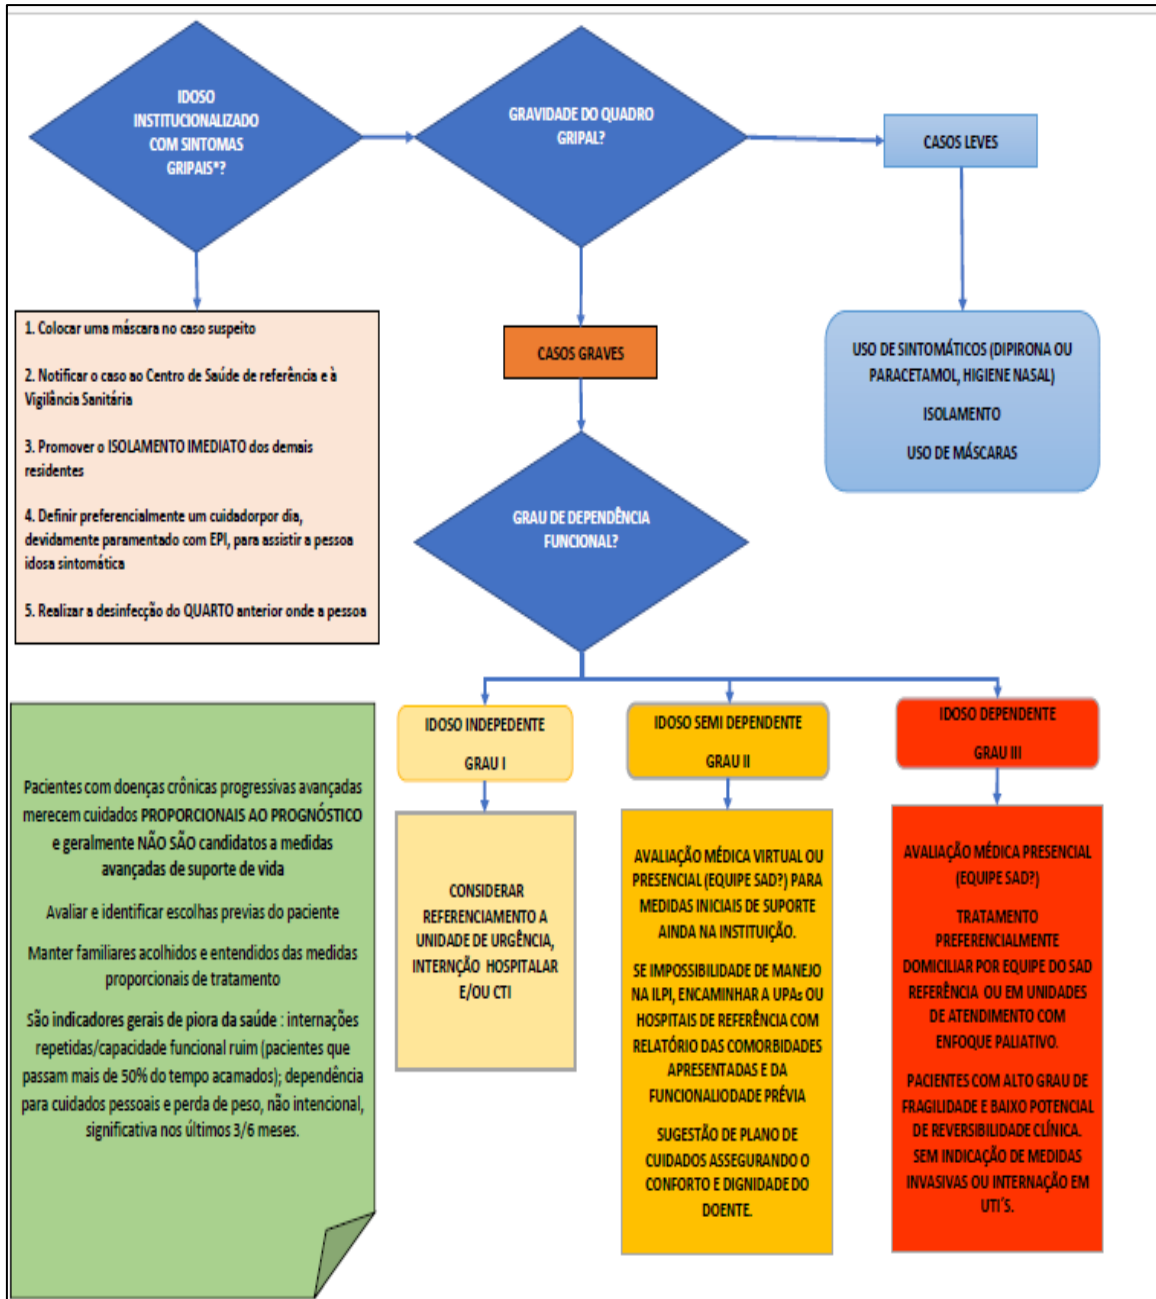 IDOSO
INSTITUCIONALIZADO
COM SINTOMAS
GRIPAIS*?
GRAVIDADE DO QUADRO
GRIPAL?
CASOS LEVES
1. Colocar uma máscara no caso suspeito
2. Notificar o caso ao Centro de Saúde de referência e à
Vigilância Sanitária
3. Promover o ISOLAMENTO IMEDIATO dos demais
residentes
4. Definir preferencialmente um cuidadorpor dia,
devidamente paramentado com EPI, para assistir a pessoa
idosa sintomática
5. Realizar a desinfecção do QUARTO anterior onde a pessoa
CASOS GRAVES
USO DE SINTOMÁTICOS (DIPIRONA OU
PARACETAMOL, HIGIENE NASAL)
ISOLAMENTO
USO DE MÁSCARAS
GRAU DE DEPENDÊNCIA
FUNCIONAL?
Pacientes com doenças crônicas progressivas avançadas
merecem cuidados PROPORCIONAIS AO PROGNÓSTICO
e geralmente NÃO SÃO candidatos a medidas
avançadas de suporte de vida
Avaliar e identificar escolhas previas do paciente
Manter familiares acolhidos e entendidos das medidas
proporcionais de tratamento
São indicadores gerais de piora da saúde : internações
repetidas/capacidade funcional ruim (pacientes que
passam mais de 50% do tempo acamados); dependência
para cuidados pessoais e perda de peso, não intencional,
significativa nos últimos 3/6 meses.
IDOSO INDEPEDENTE
GRAU I
CONSIDERAR
REFERENCIAMENTO A
UNIDADE DE URGÊNCIA,
INTERNÇÃO HOSPITALAR
E/OU CTI
IDOSO SEMI DEPENDENTE
GRAU II
AVALIAÇÃO MÉDICA VIRTUAL OU
PRESENCIAL (EQUIPE SAD?) PARA
MEDIDAS INICIAIS DE SUPORTE
AINDA NA INSTITUIÇÃO.
SE IMPOSSIBILIDADE DE MANEJO
NA ILPI, ENCAMINHAR A UPAs OU
HOSPITAIS DE REFERÊNCIA COM
RELATÓRIO DAS COMORBIDADES
APRESENTADAS E DA
FUNCIONALIODADE PRÉVIA
SUGESTÃO DE PLANO DE
CUIDADOS ASSEGURANDO O
CONFORTO E DIGNIDADE DO
DOENTE.
IDOSO DEPENDENTE
GRAU III
AVALIAÇÃO MÉDICA PRESENCIAL
(EQUIPE SAD?)
TRATAMENTO
PREFERENCIALMENTE
DOMICILIAR POR EQUIPE DO SAD
REFERÊNCIA OU EM UNIDADES
DE ATENDIMENTO COM
ENFOQUE PALIATIVO.
PACIENTES COM ALTO GRAU DE
FRAGILIDADE E BAIXO POTENCIAL
DE REVERSIBILIDADE CLÍNICA.
SEM INDICAÇÃO DE MEDIDAS
INVASIVAS OU INTERNAÇÃO EM
UTI´S.